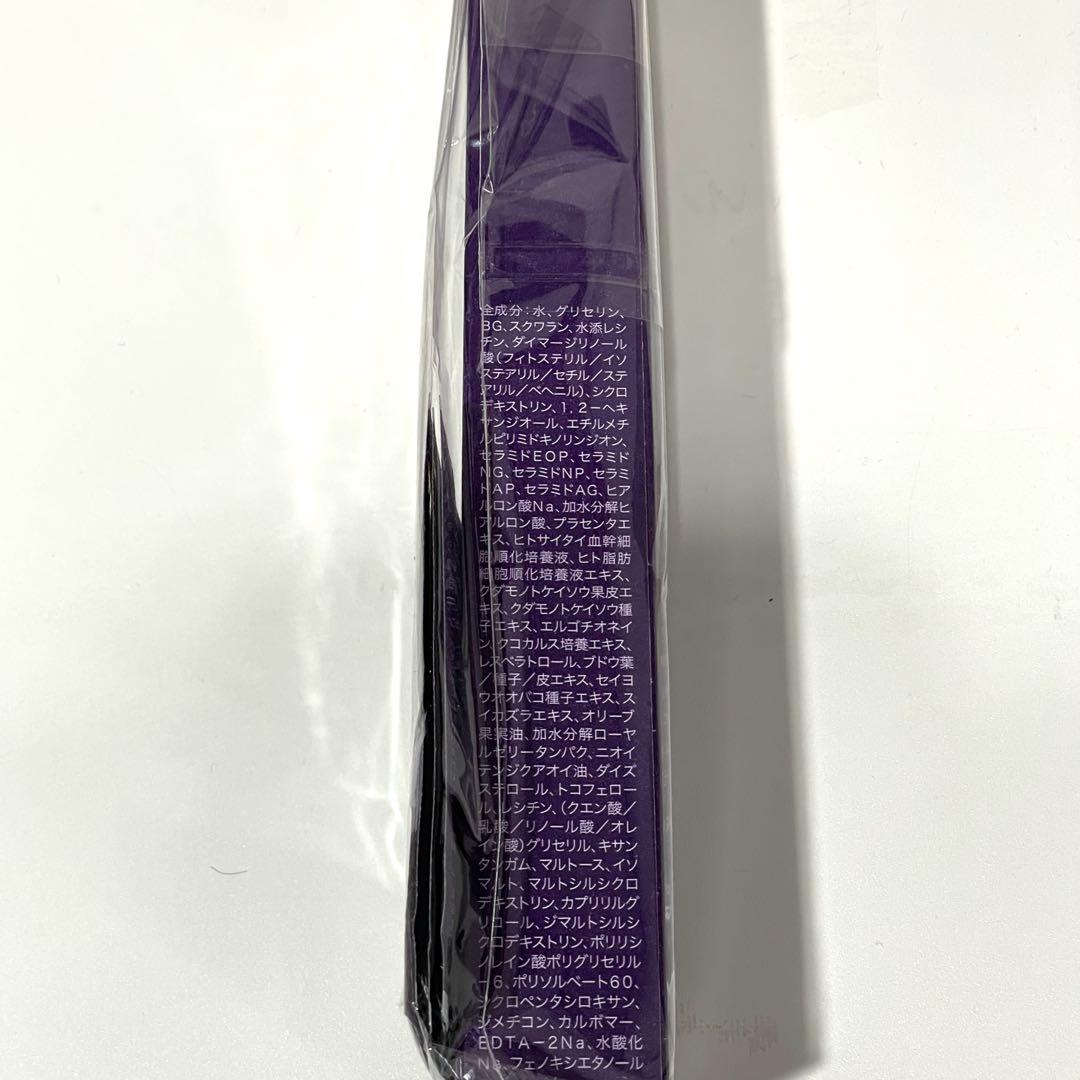 全成分：水、グリセリン、
BG、スクワラン、水添レシ
チン、ダイマージリノール
酸（フィトステリル／イソ
ステアリル／セチル／ステ
アリル／ベヘニル）、シクロ
デキストリン、1，2－ヘキ
サンジオール、エチルメチ
ルピリミドキノリンジオン、
セラミドEOP、セラミド
NG、セラミドNP、セラミ
ドAP、セラミドAG、ヒア
ルロン酸Na、加水分解ヒ
アルロン酸、プラセンタエ
キス、ヒトサイタイ血幹細
胞順化培養液、ヒト脂肪
細胞順化培養液エキス、
クダモノトケイソウ果皮エ
キス、クダモノトケイソウ種
子エキス、エルゴチオネイ
ン、クコカルス培養エキス、
レスベラトロール、ブドウ葉
／種子／皮エキス、セイヨ
ウオオバコ種子エキス、ス
イカズラエキス、オリーブ
果実油、加水分解ローヤ
ルゼリータンパク、ニオイ
テンジクアオイ油、ダイズ
ステロール、トコフェロー
ル、レシチン、（クエン酸／
乳酸／リノール酸／オレ
イン酸）グリセリル、キサン
タンガム、マルトース、イソ
マルト、マルトシルシクロ
デキストリン、カプリリルグ
リコール、ジマルトシルシ
クロデキストリン、ポリリシ
ノレイン酸ポリグリセリル
－6、ポリソルベート60、
シクロペンタシロキサン、
ジメチコン、カルボマー、
EDTA－2Na、水酸化
Na、フェノキシエタノール